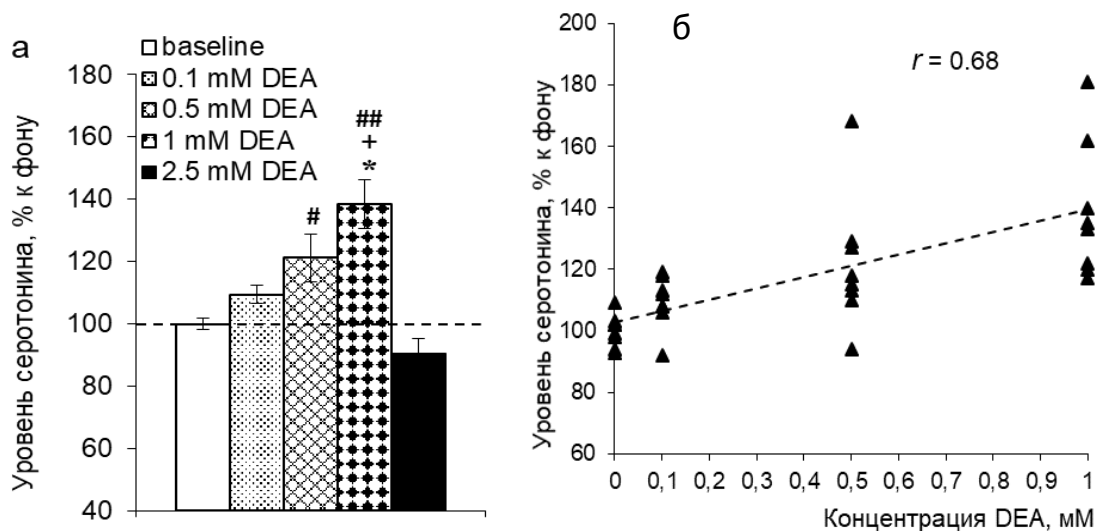 а
baseline
0.1 mM DEA
0.5 mM DEA
1 mM DEA
2.5 mM DEA
Уровень серотонина, % к фону
180
160
140
120
100
80
60
40
#
##
+
*
б
r = 0.68
Уровень серотонина, % к фону
200
180
160
140
120
100
80
60
0 0,1 0,2 0,3 0,4 0,5 0,6 0,7 0,8 0,9 1
Концентрация DEA, мМ